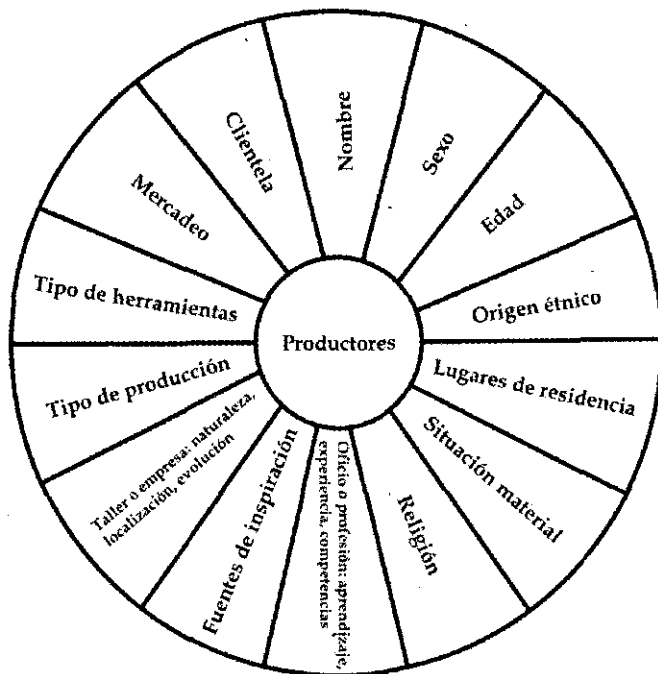 Nombre
Sexo
Edad
Origen étnico
Lugares de residencia
Situación material
Religión
Oficio o profesión: aprendizaje,
experiencia, competencias
Fuentes de inspiración
Taller o empresa: naturaleza,
localización, evolución
Tipo de producción
Tipo de herramientas
Mercadeo
Clientela
Productores